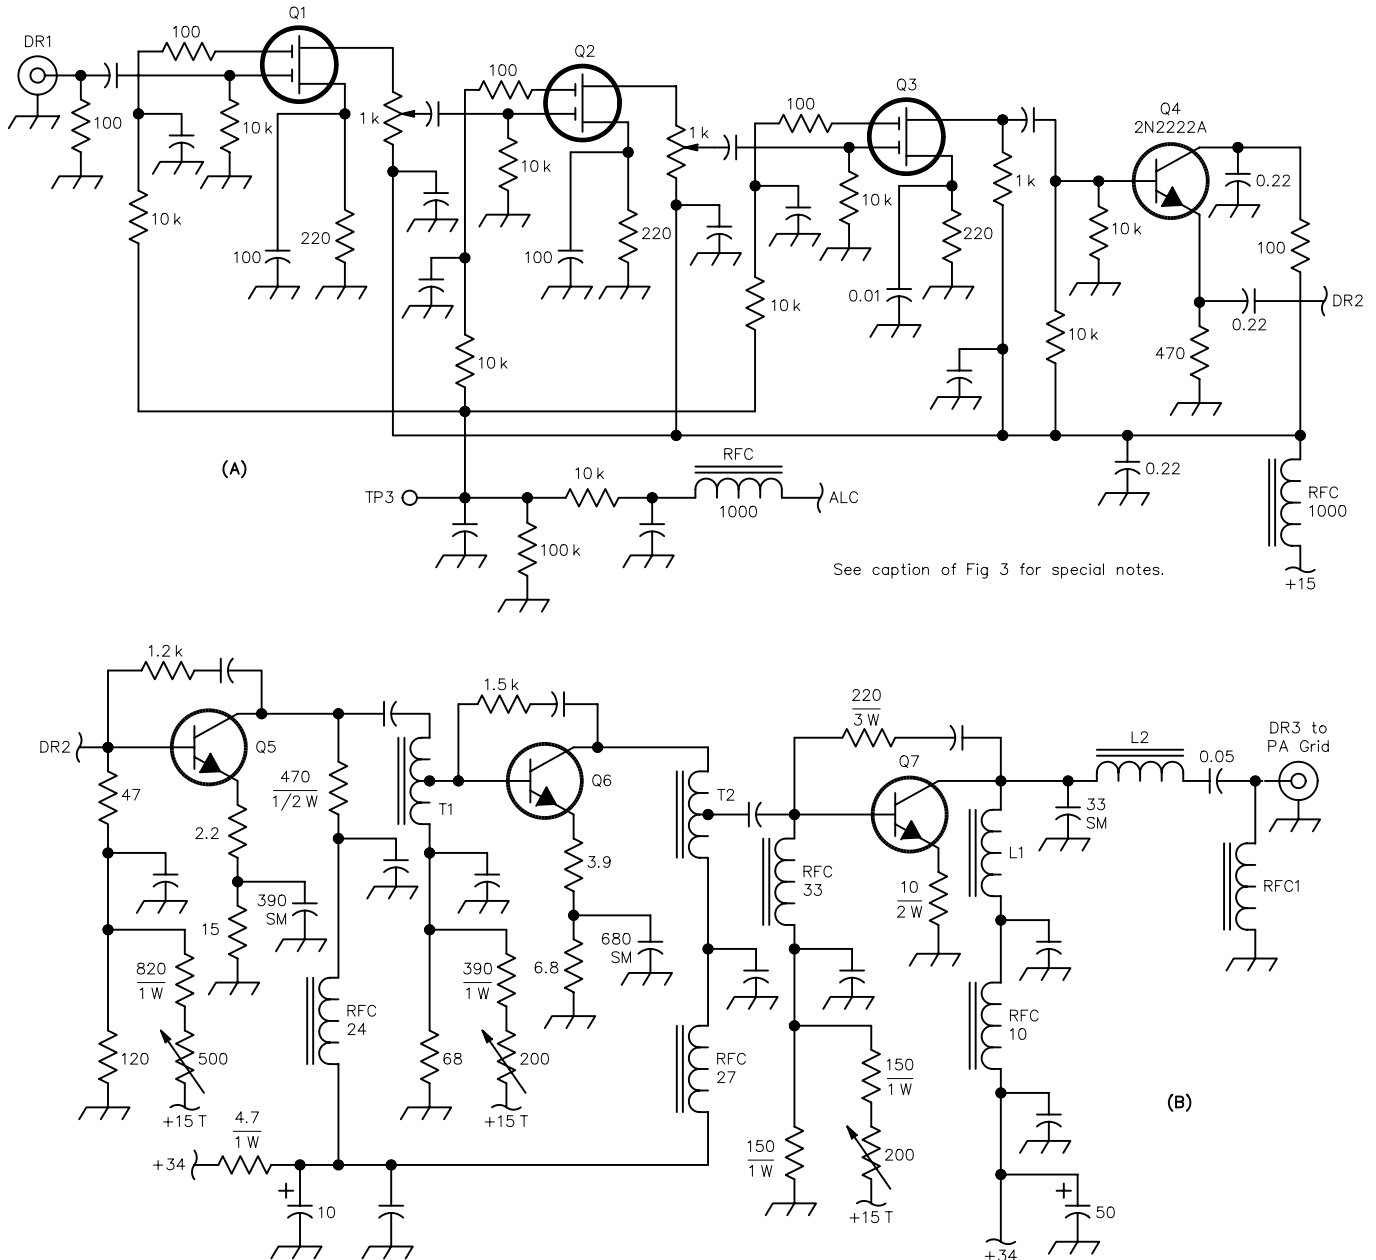 Q1
DR1
100
100
10 k
10 k
100
220
1 k
Q2
100
10 k
10 k
100
220
1 k
Q3
100
10 k
10 k
0.01
220
1 k
Q4
2N2222A
0.22
10 k
10 k
100
0.22
DR2
470
0.22
RFC
1000
+15
(A)
TP3
10 k
100 k
RFC
1000
ALC
See caption of Fig 3 for special notes.
1.2 k
DR2
Q5
47
2.2
390
SM
15
820
1 W
120
500
+15 T
4.7
1 W
+34
+
10
470
1/2 W
RFC
24
T1
1.5 k
Q6
3.9
680
SM
6.8
390
1 W
68
200
+15 T
T2
RFC
27
220
3 W
Q7
RFC
33
10
2 W
150
1 W
150
1 W
200
+15 T
L1
RFC
10
33
SM
L2
0.05
DR3 to
PA Grid
RFC1
(B)
+
50
+34